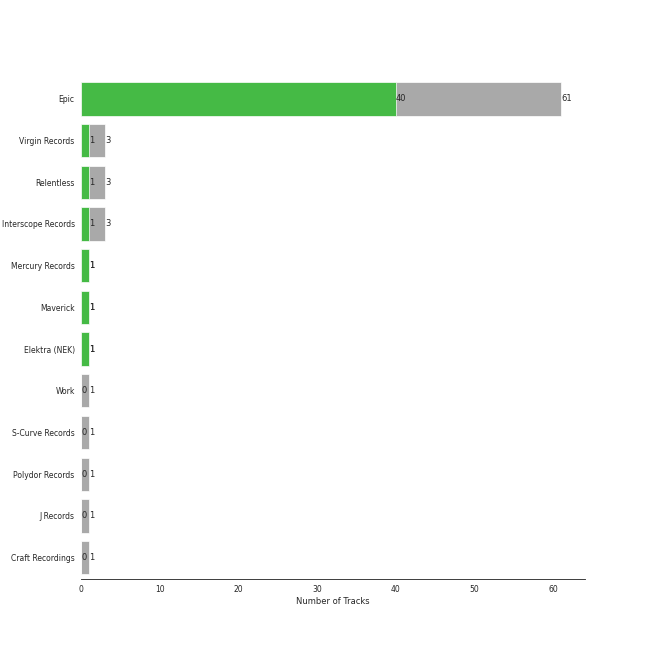 Epic 40 61
Virgin Records 1 3
Relentless 1 3
Interscope Records 1 3
Mercury Records 1
Maverick 1
Elektra (NEK) 1
Work 0 1
S-Curve Records 0 1
Polydor Records 0 1
J Records 0 1
Craft Recordings 0 1
0 10 20 30 40 50 60
Number of Tracks